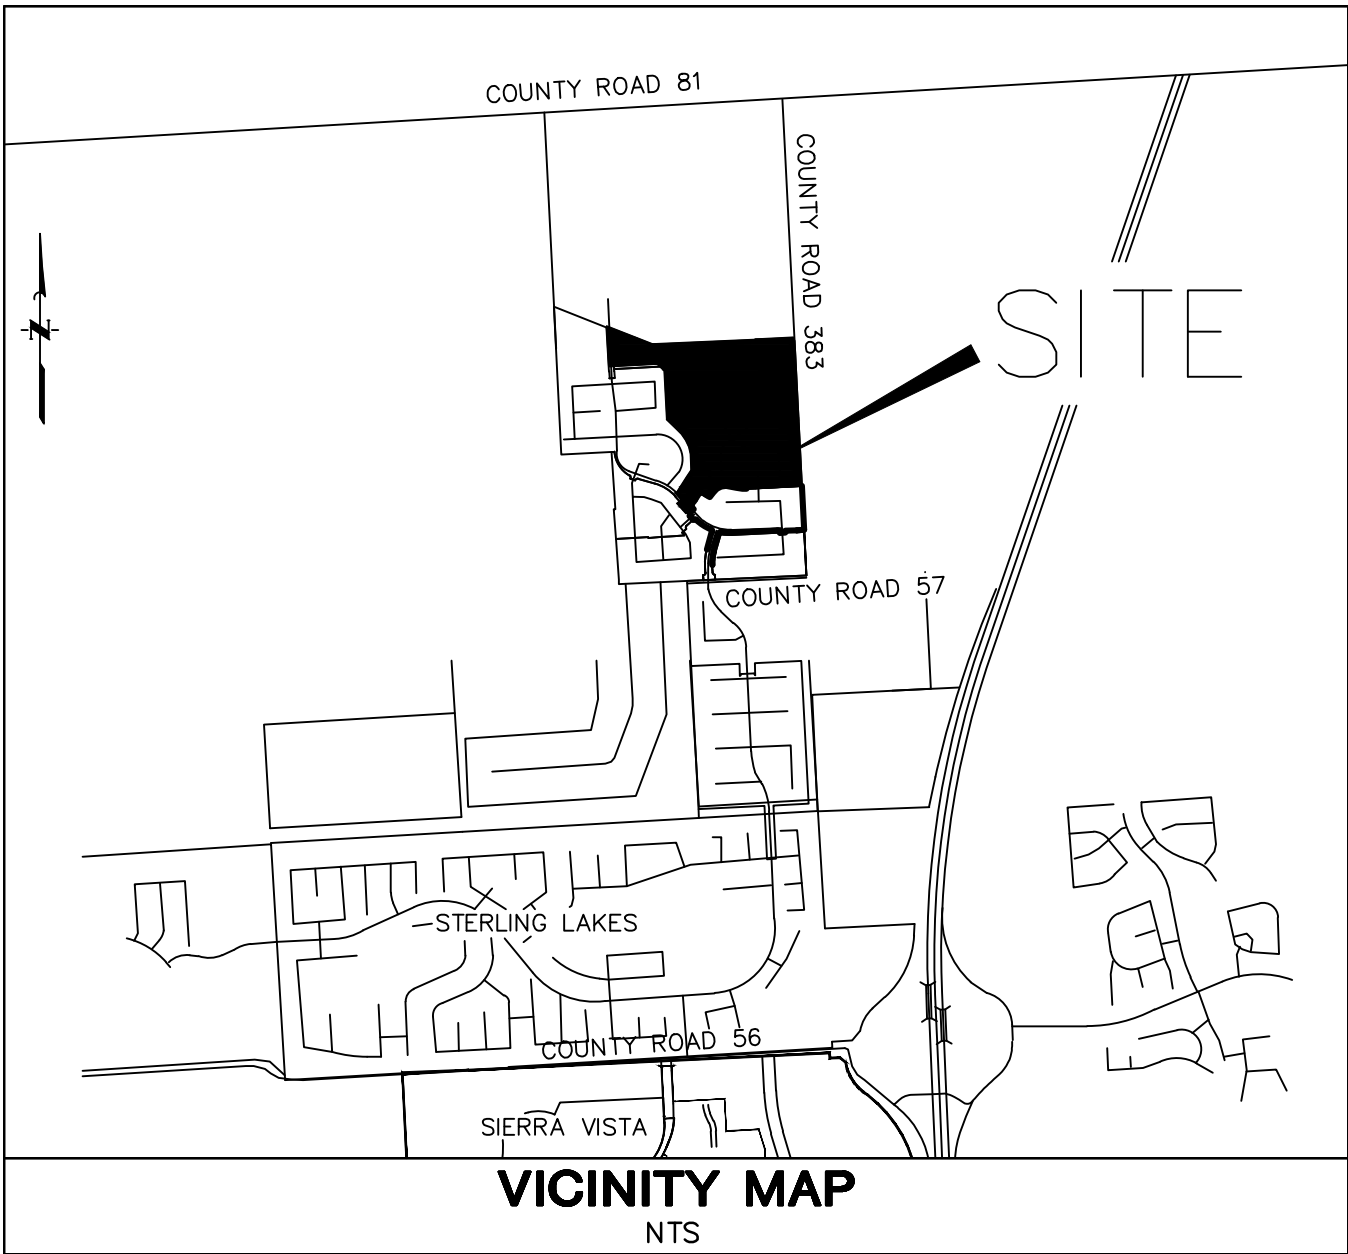 COUNTY ROAD 81
COUNTY ROAD 383
N
SITE
COUNTY ROAD 57
STERLING LAKES
COUNTY ROAD 56
SIERRA VISTA
VICINITY MAP
NTS